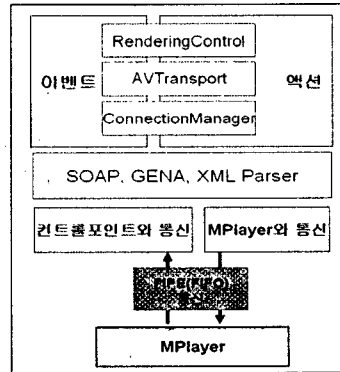 RenderingControl
이벤트
AVTransport
액션
ConnectionManager
SOAP, GENA, XML Parser
컨트롤포인트와 통신
MPlayer와 통신
PIPE(FIFO)
통신
MPlayer